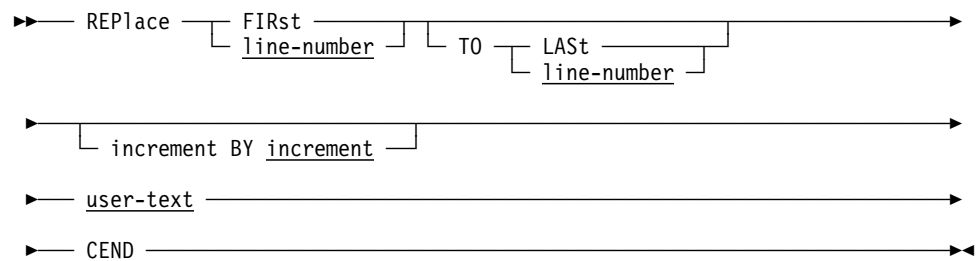 REPlace FIRst
line-number TO LASt
line-number
increment BY increment
user-text
CEND